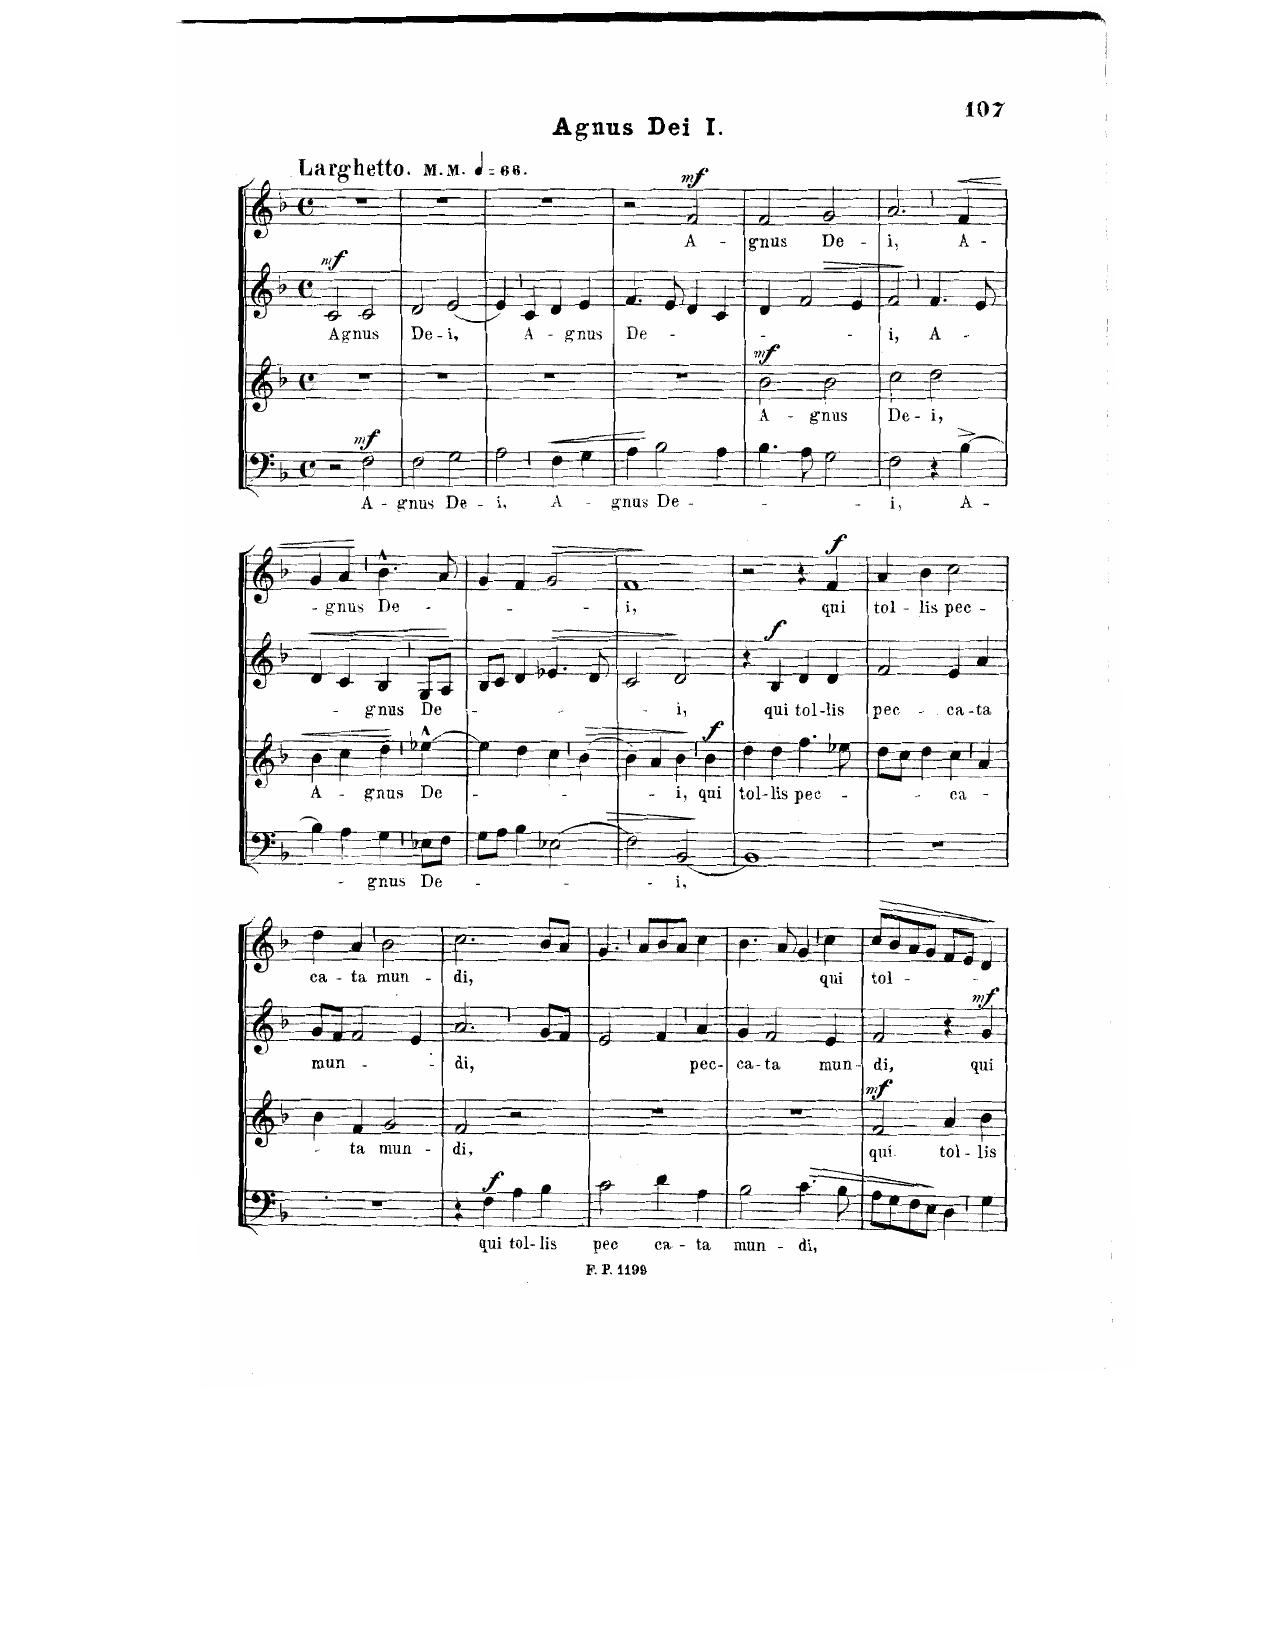 107
Agnus Dei I.
Larghetto. M.M. ♩=66.
mf
A - gnus De - i, A -
mf
Agnus De - i, A - gnus De - - - - i, A -
mf
A - gnus De - i,
mf
A - gnus De - i, A - gnus De - - - - i, A -
- gnus De - - - - i,
f
qui tol - lis pec -
- gnus De - - - - i,
f
qui tol - lis pec - ca - ta
A - gnus De - - - - i,
f
qui tol - lis pec - - - ca -
- gnus De - - - - i,
ca - ta mun - di, qui tol - -
mun - - - di, pec - ca - ta mun - di,
mf
qui
- ta mun - di,
mf
qui tol - lis
f
qui tol - lis pec ca - ta mun - di,
F. P. 1199